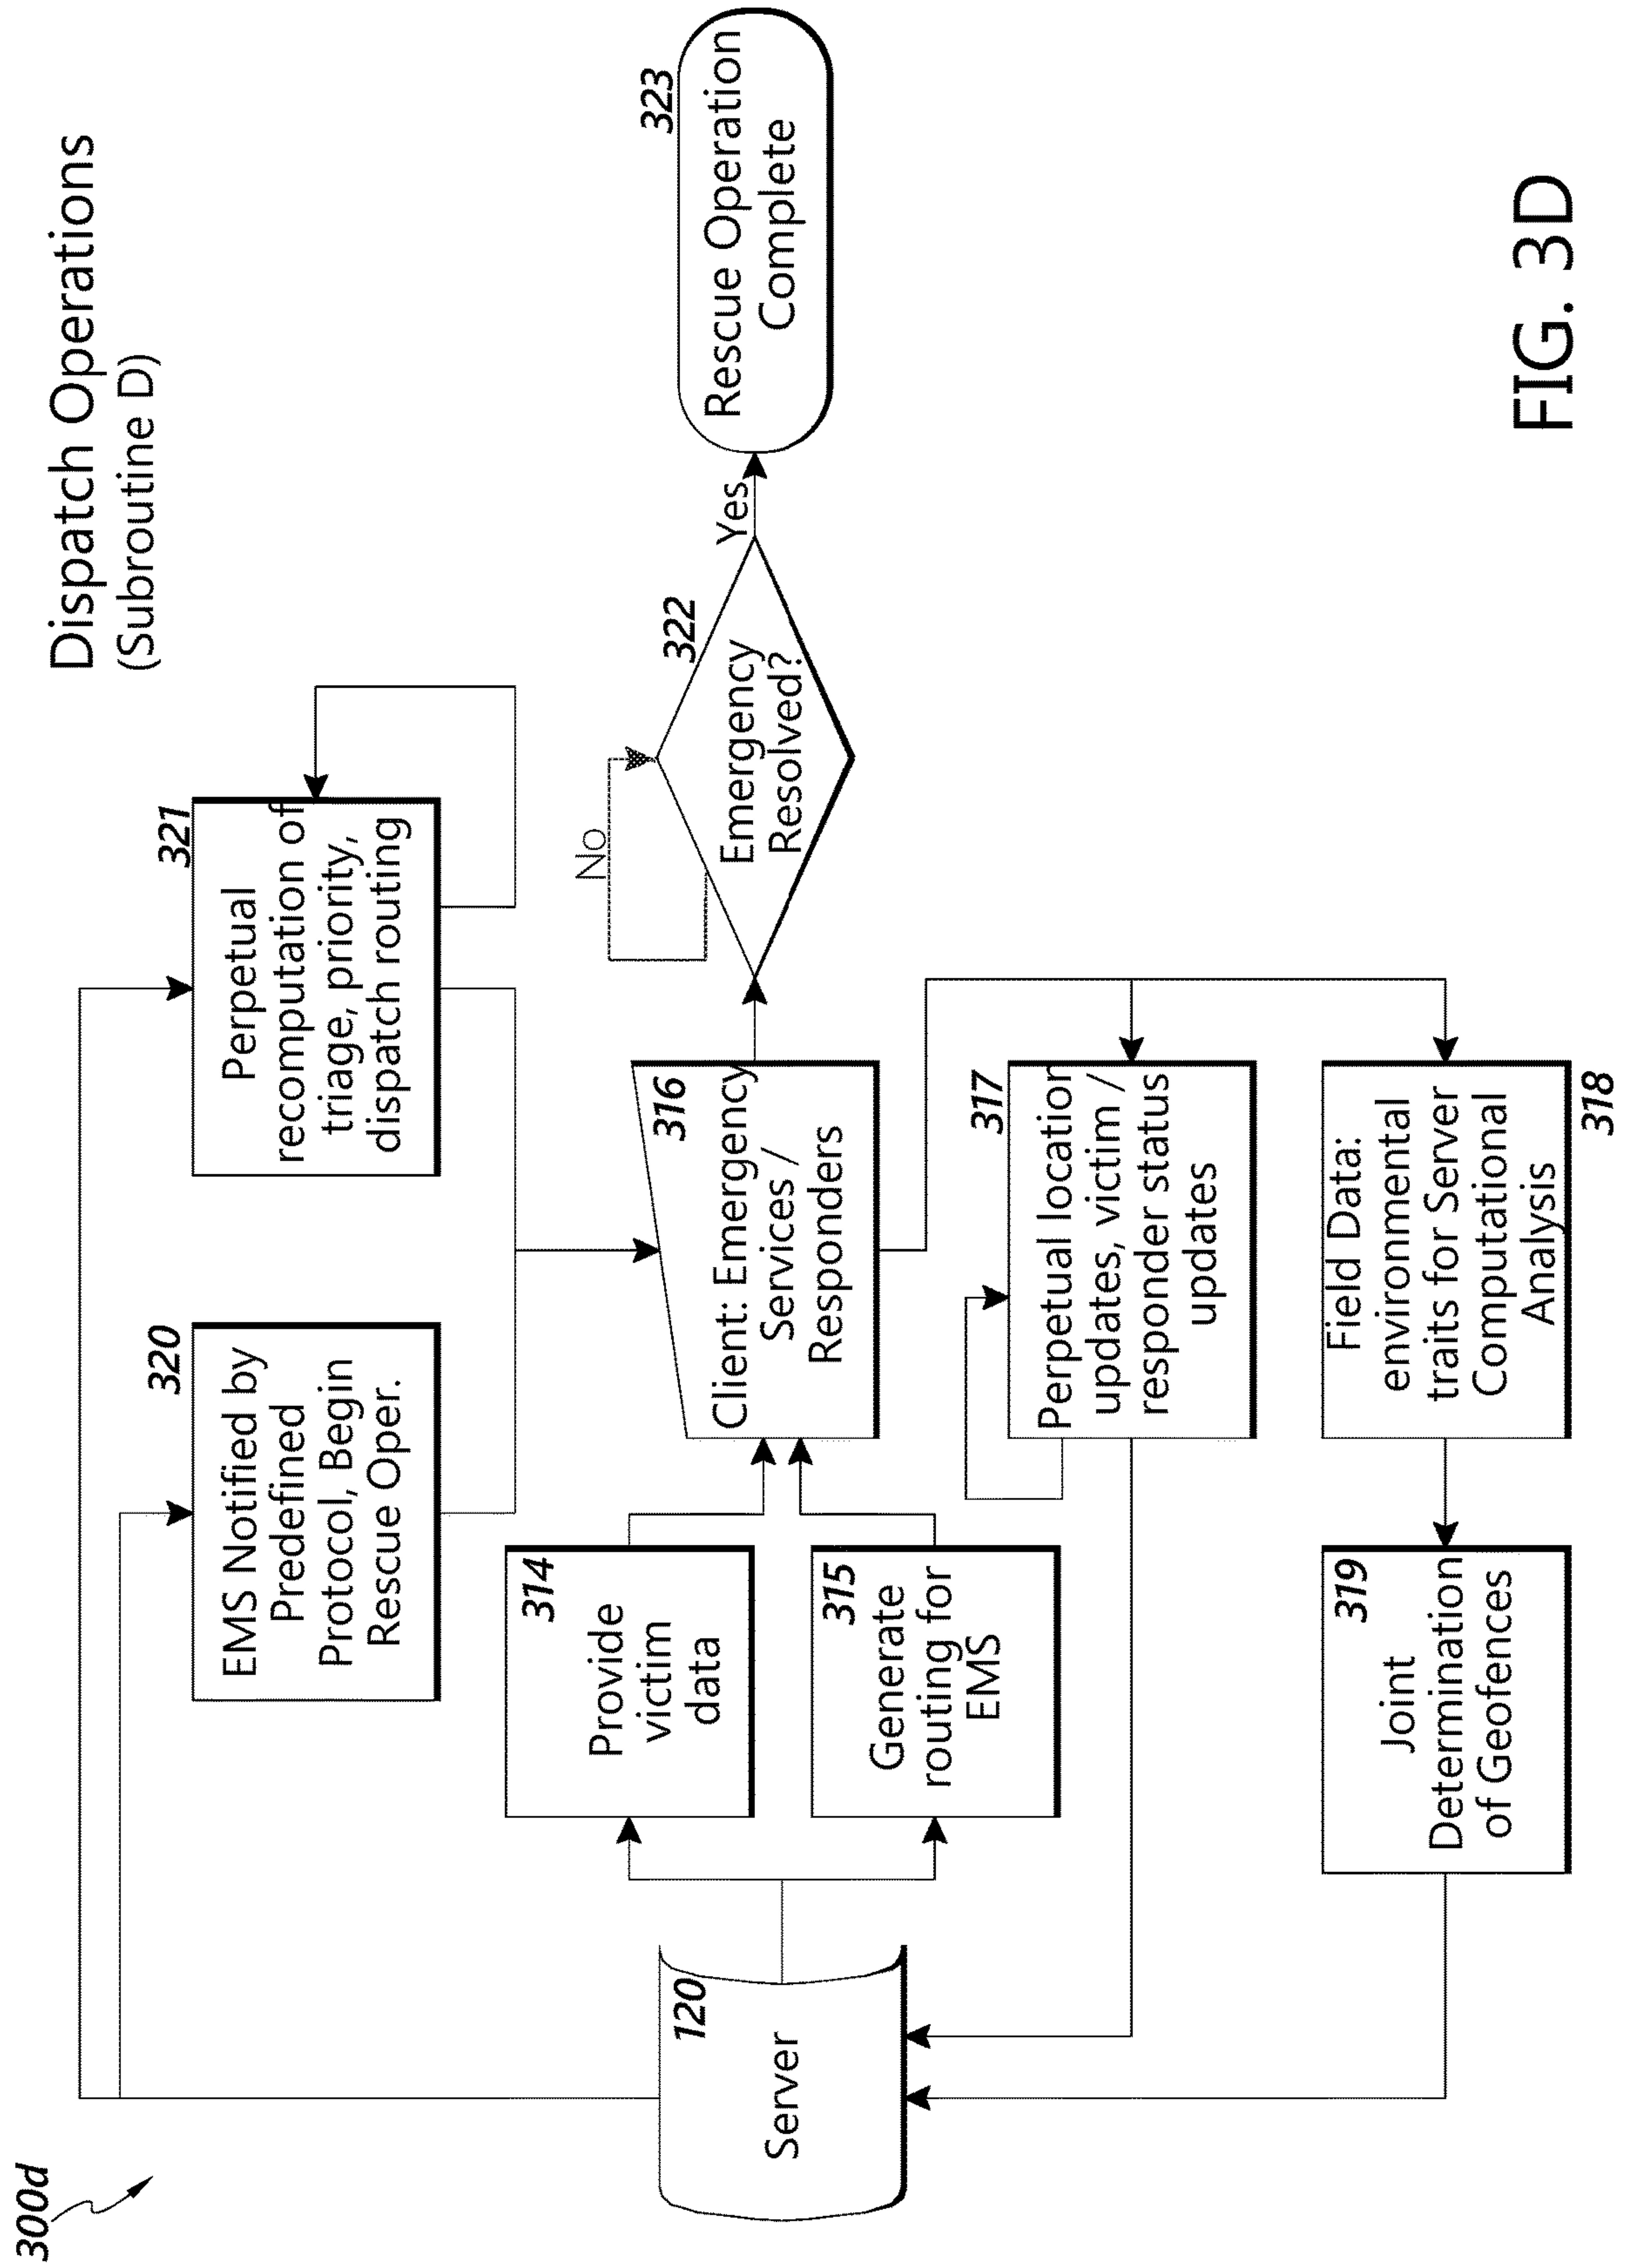 300d
Dispatch Operations
(Subroutine D)
320
EMS Notified by
Predefined
Protocol, Begin
Rescue Oper.
321
Perpetual
recomputation of
triage, priority,
dispatch routing
120
Server
314
Provide
victim
data
315
Generate
routing for
EMS
316
Client: Emergency
Services /
Responders
No
322
Emergency
Resolved?
Yes
323
Rescue Operation
Complete
317
Perpetual location
updates, victim /
responder status
updates
319
Joint
Determination
of Geofences
Field Data:
environmental
traits for Server
Computational
Analysis
318
FIG. 3D